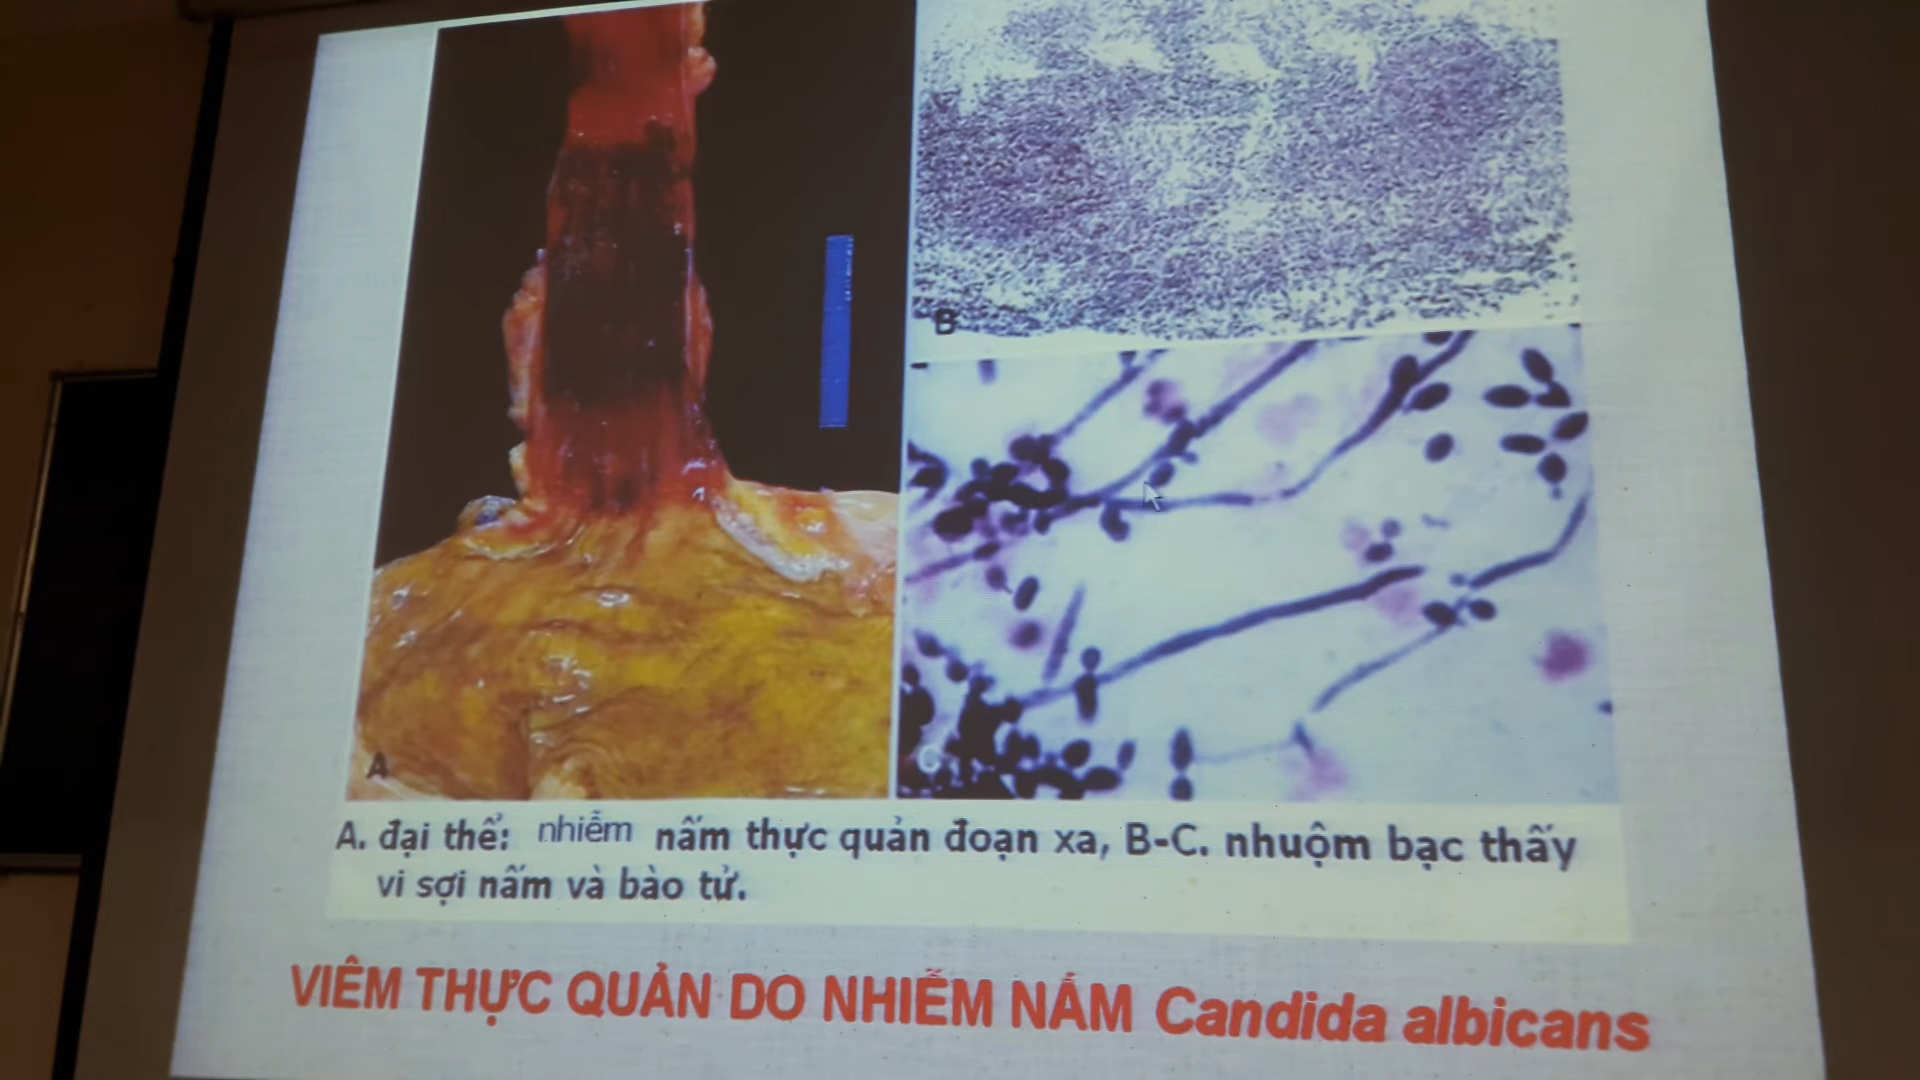 B
A
C
A. đại thể: nhiễm nấm thực quản đoạn xa, B-C. nhuộm bạc thấy
vi sợi nấm và bào tử.
VIÊM THỰC QUẢN DO NHIỄM NẤM Candida albicans